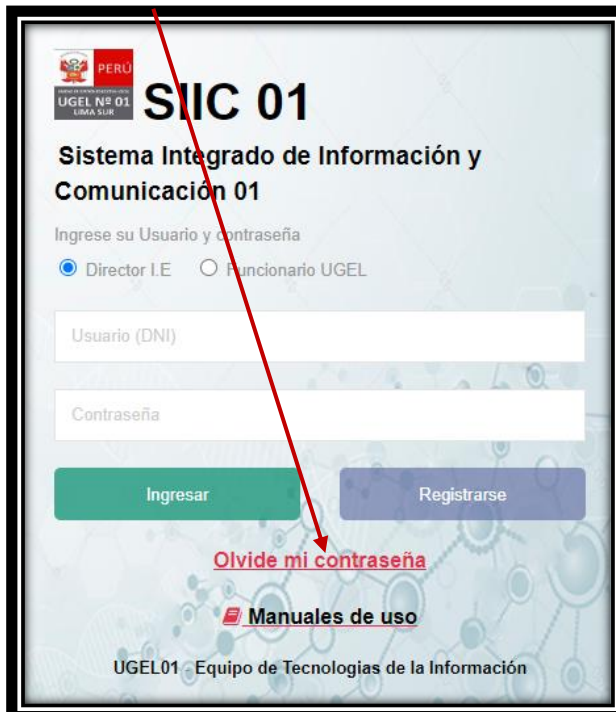 PERÚ
UGEL Nº 01
LIMA SUR
SIIC 01
Sistema Integrado de Información y
Comunicación 01
Ingrese su Usuario y contraseña
Director I.E Funcionario UGEL
Usuario (DNI)
Contraseña
Ingresar Registrarse
Olvide mi contraseña
Manuales de uso
UGEL01 - Equipo de Tecnologias de la Información